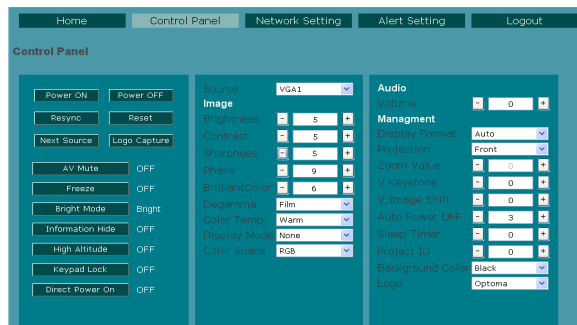 Home Control Panel Network Setting Alert Setting Logout
Control Panel
Power ON Power OFF
Resync Reset
Next Source Logo Capture
AV Mute OFF
Freeze OFF
Bright Mode Bright
Information Hide OFF
High Altitude OFF
Keypad Lock OFF
Direct Power On OFF
Source VGA1
Image
Brightness - 5 +
Contrast - 5 +
Sharpness - 5 +
Phase - 9 +
BrilliantColor - 6 +
Degamma Film
Color Temp. Warm
Display Mode None
Color Space RGB
Audio
Volume - 0 +
Managment
Display Format Auto
Projection Front
Zoom Value - 0 +
V.Keystone - 0 +
V.Image Shift - 0 +
Auto Power OFF - 3 +
Sleep Timer - 0 +
Project ID - 0 +
Background Color Black
Logo Optoma